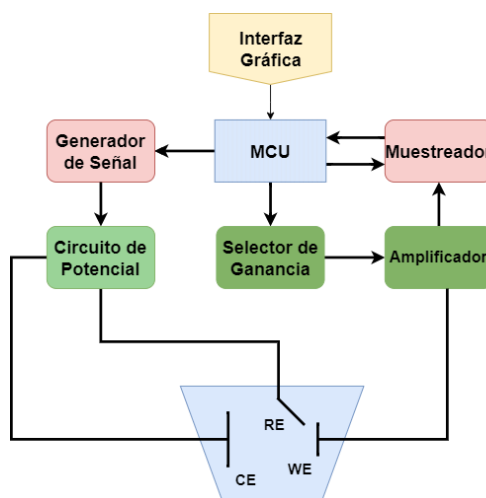 Interfaz
Gráfica
Generador
de Señal
MCU
Muestreador
Circuito de
Potencial
Selector de
Ganancia
Amplificador
RE
WE
CE